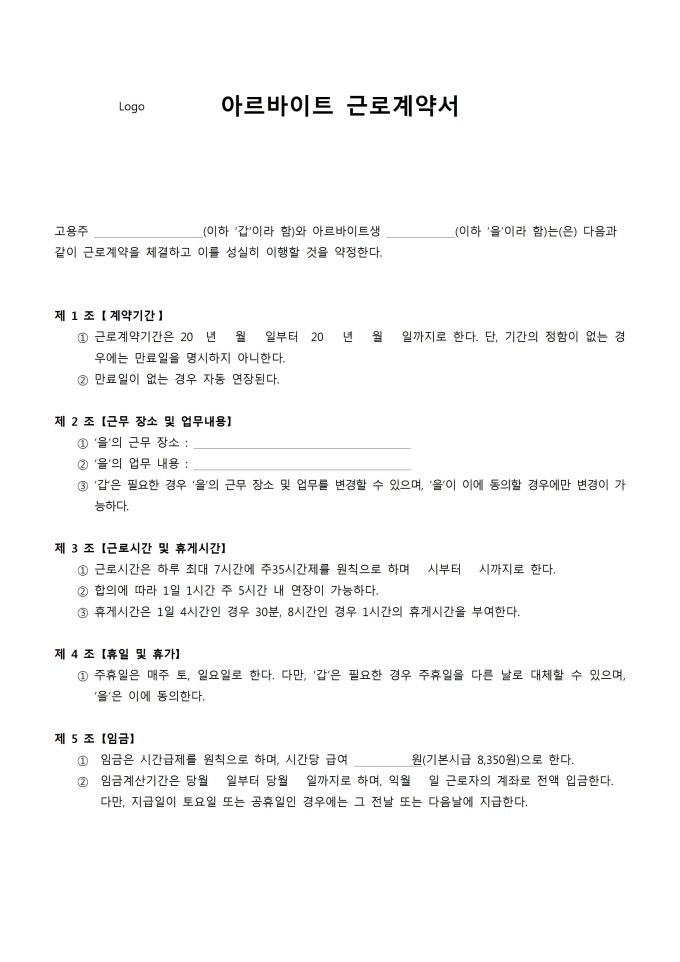 Logo
아르바이트 근로계약서
고용주 __________________(이하 '갑'이라 함)와 아르바이트생 ___________(이하 '을'이라 함)는(은) 다음과
같이 근로계약을 체결하고 이를 성실히 이행할 것을 약정한다.
제 1 조【계약기간】
① 근로계약기간은 20 년 월 일부터 20 년 월 일까지로 한다. 단, 기간의 정함이 없는 경
우에는 만료일을 명시하지 아니한다.
② 만료일이 없는 경우 자동 연장된다.
제 2 조【근무 장소 및 업무내용】
① '을'의 근무 장소 : ____________________________________
② '을'의 업무 내용 : ____________________________________
③ '갑'은 필요한 경우 '을'의 근무 장소 및 업무를 변경할 수 있으며, '을'이 이에 동의할 경우에만 변경이 가
능하다.
제 3 조【근로시간 및 휴게시간】
① 근로시간은 하루 최대 7시간에 주35시간제를 원칙으로 하며 시부터 시까지로 한다.
② 합의에 따라 1일 1시간 주 5시간 내 연장이 가능하다.
③ 휴게시간은 1일 4시간인 경우 30분, 8시간인 경우 1시간의 휴게시간을 부여한다.
제 4 조【휴일 및 휴가】
① 주휴일은 매주 토, 일요일로 한다. 다만, '갑'은 필요한 경우 주휴일을 다른 날로 대체할 수 있으며,
'을'은 이에 동의한다.
제 5 조【임금】
① 임금은 시간급제를 원칙으로 하며, 시간당 급여 __________원(기본시급 8,350원)으로 한다.
② 임금계산기간은 당월 일부터 당월 일까지로 하며, 익월 일 근로자의 계좌로 전액 입금한다.
다만, 지급일이 토요일 또는 공휴일인 경우에는 그 전날 또는 다음날에 지급한다.